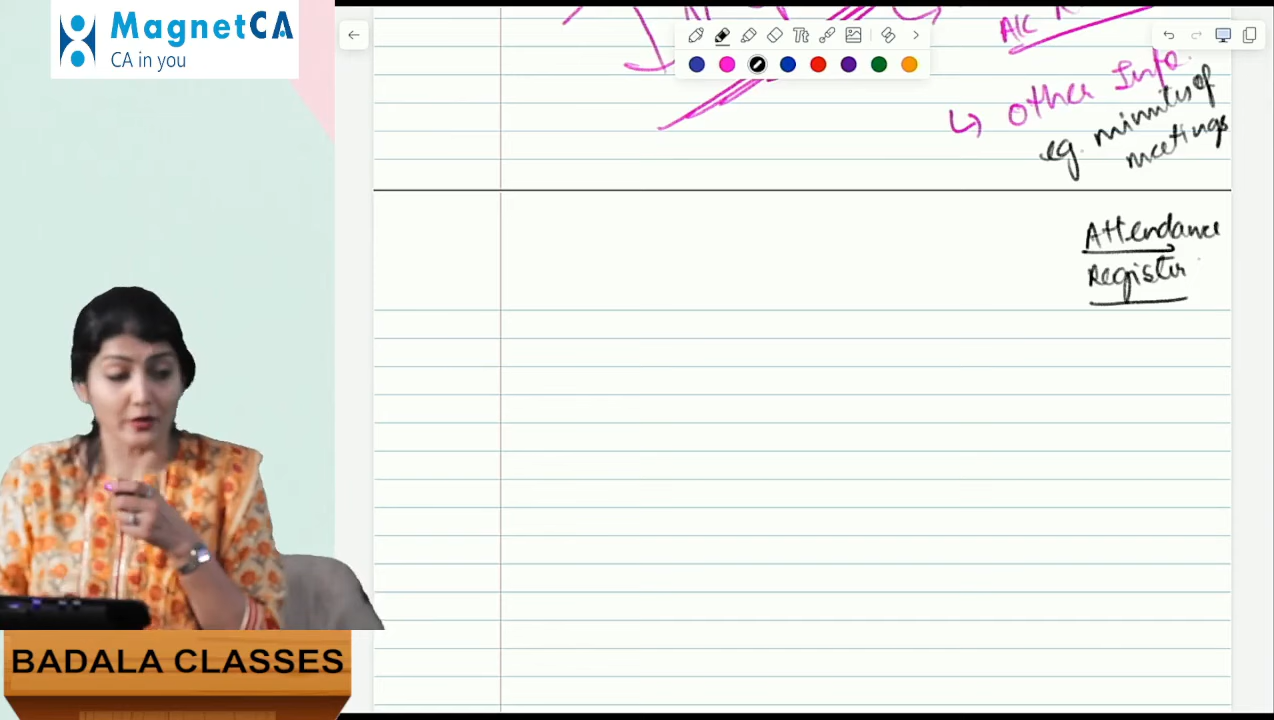 MagnetCA
CA in you
A/C
Other Info.
eg. minutes of
meetings
Attendance
Register
BADALA CLASSES